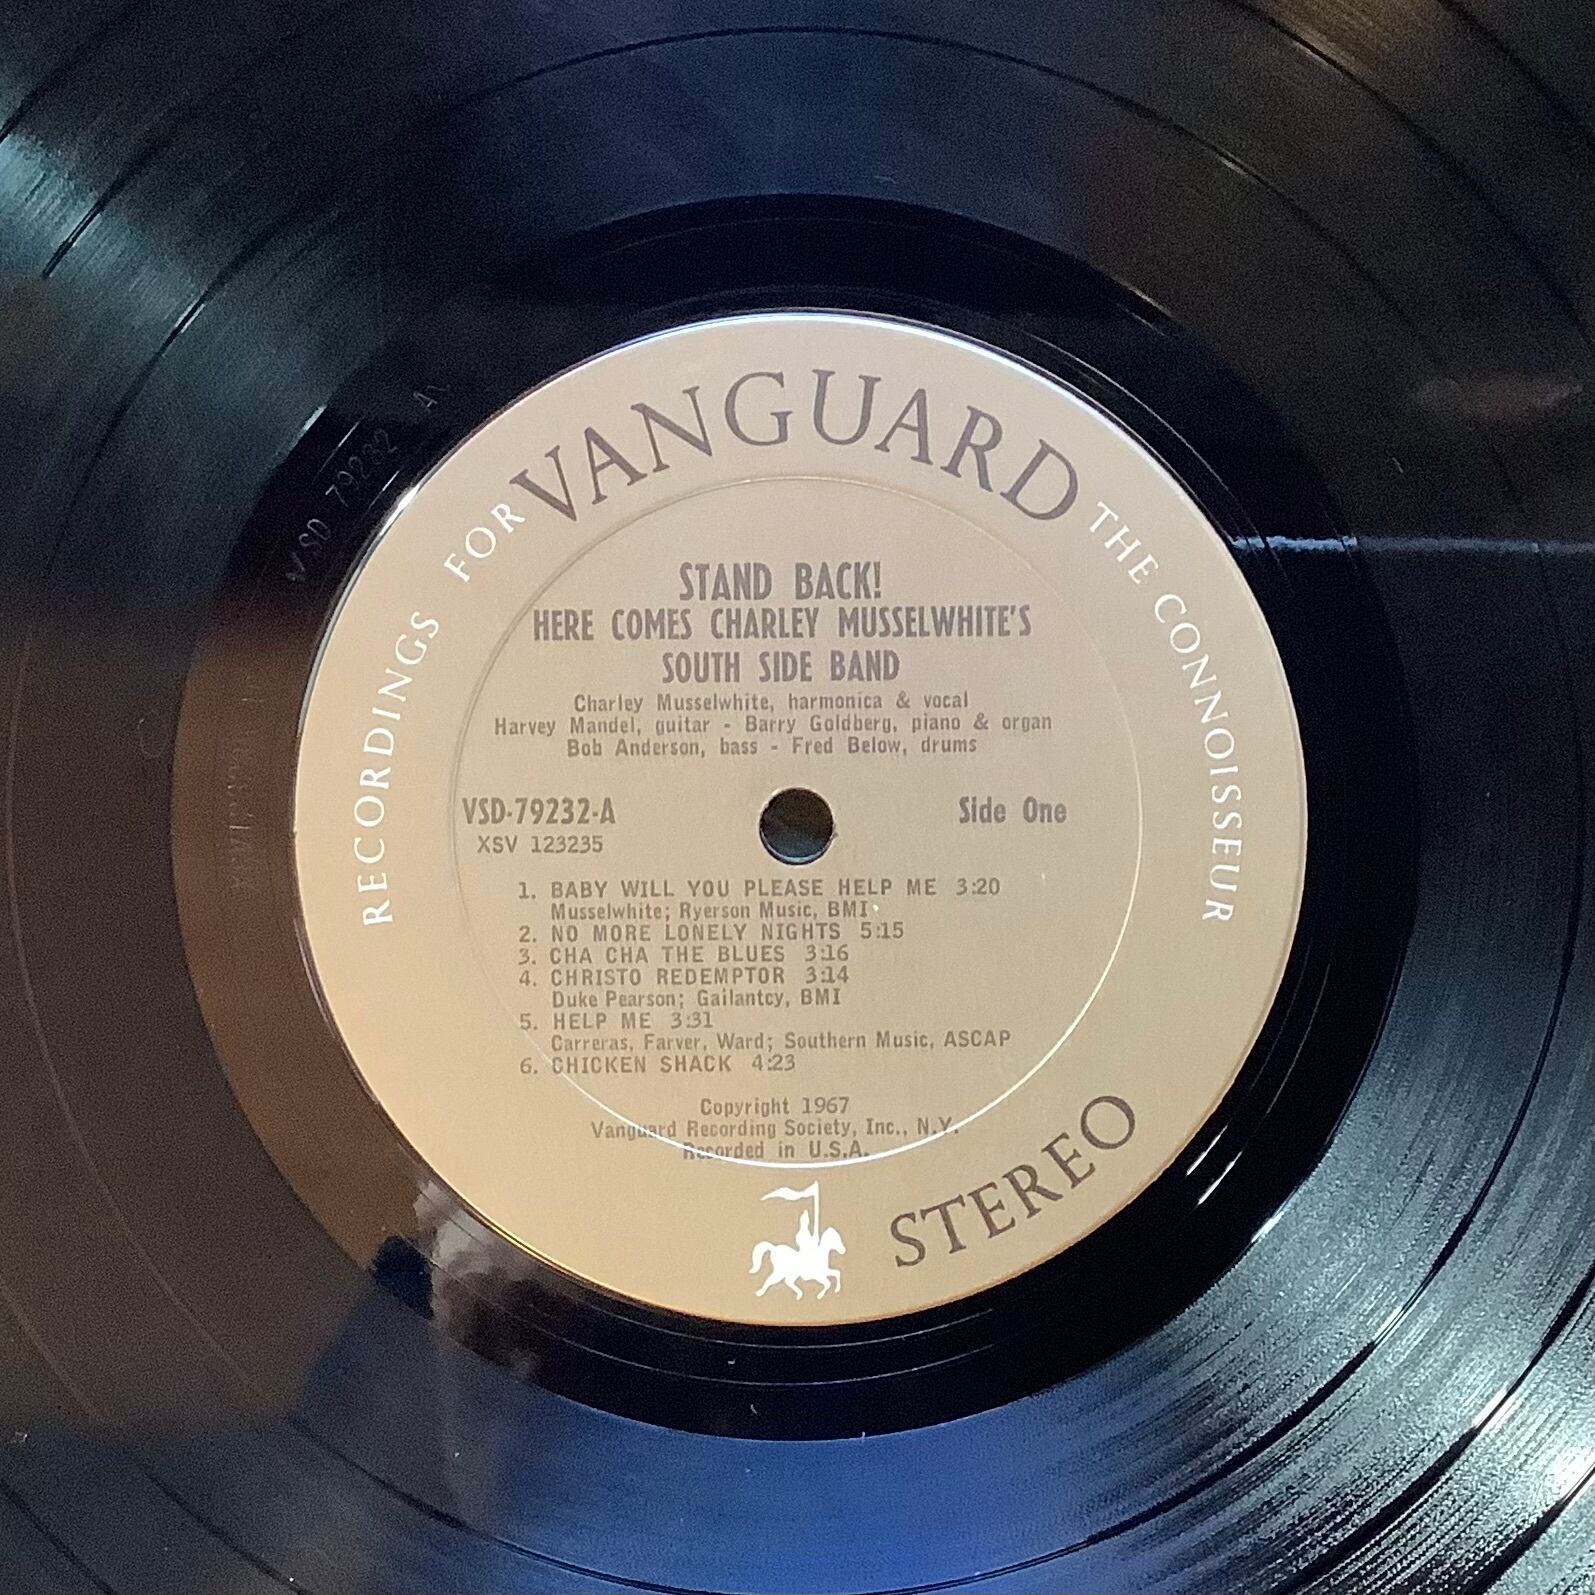 VANGUARD
RECORDINGS FOR THE CONNOISSEUR
STAND BACK!
HERE COMES CHARLEY MUSSELWHITE'S
SOUTH SIDE BAND
Charley Musselwhite, harmonica & vocal
Harvey Mandel, guitar - Barry Goldberg, piano & organ
Bob Anderson, bass - Fred Below, drums
VSD-79232-A Side One
XSV 123235
1. BABY WILL YOU PLEASE HELP ME 3:20
Musselwhite; Ryerson Music, BMI
2. NO MORE LONELY NIGHTS 5:15
3. CHA CHA THE BLUES 3:16
4. CHRISTO REDEMPTOR 3:14
Duke Pearson; Gailantcy, BMI
5. HELP ME 3:31
Carreras, Farver, Ward; Southern Music, ASCAP
6. CHICKEN SHACK 4:23
Copyright 1967
Vanguard Recording Society, Inc., N.Y.
Recorded in U.S.A.
STEREO
VSD 79232 A